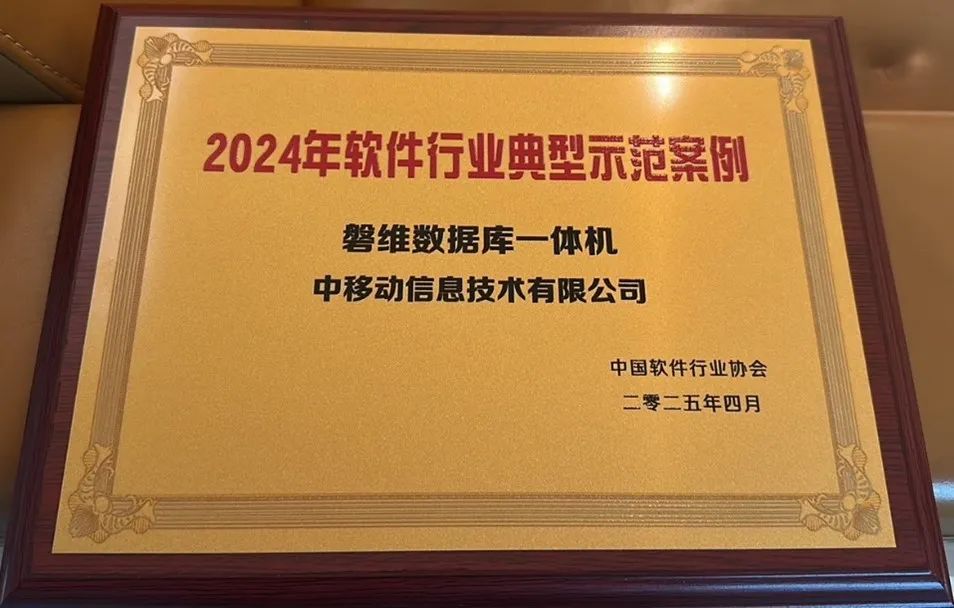 2024年软件行业典型示范案例
磐维数据库一体机
中移动信息技术有限公司
中国软件行业协会
二零二五年四月